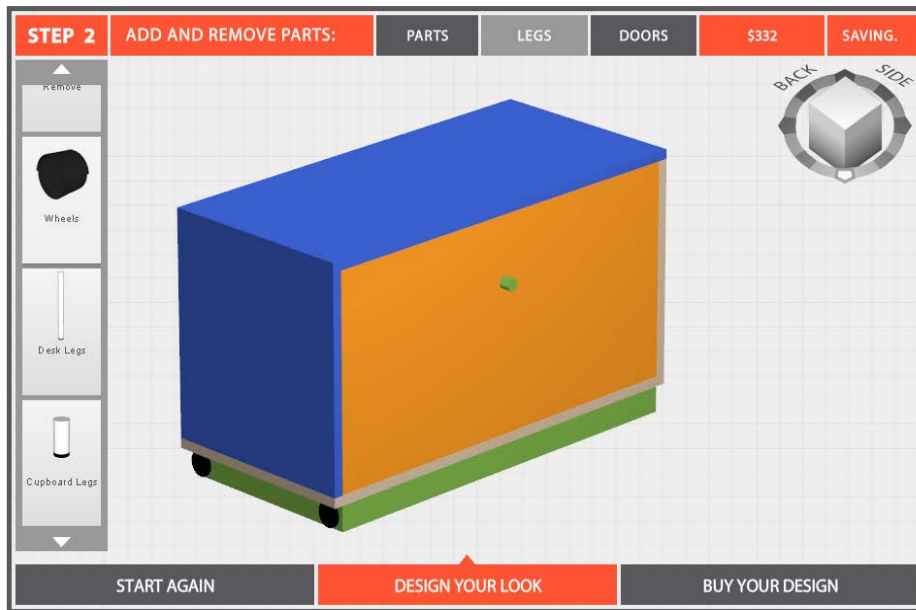 STEP 2
ADD AND REMOVE PARTS:
PARTS
LEGS
DOORS
$332
SAVING.
Remove
Wheels
Desk Legs
Cupboard Legs
BACK
SIDE
START AGAIN
DESIGN YOUR LOOK
BUY YOUR DESIGN